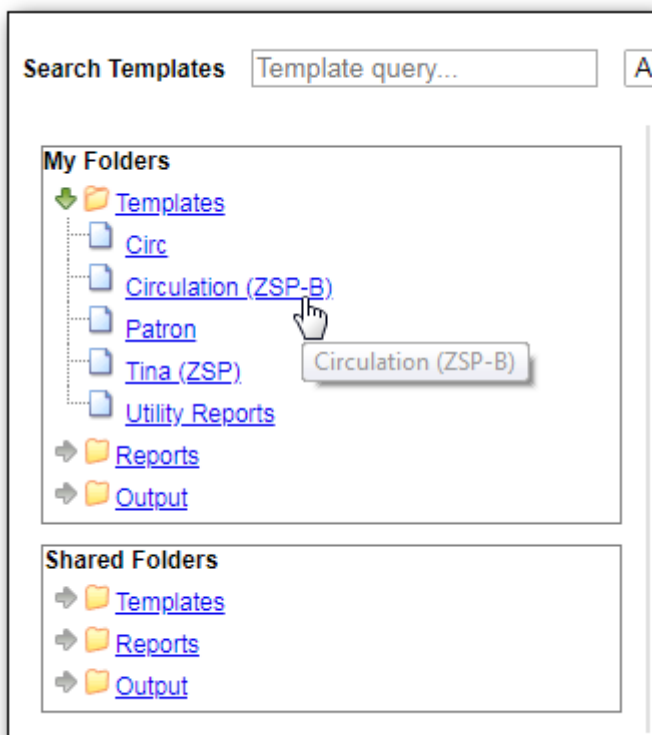 Search Templates Template query... A
My Folders
Templates
Circ
Circulation (ZSP-B)
Patron
Circulation (ZSP-B)
Tina (ZSP)
Utility Reports
Reports
Output
Shared Folders
Templates
Reports
Output